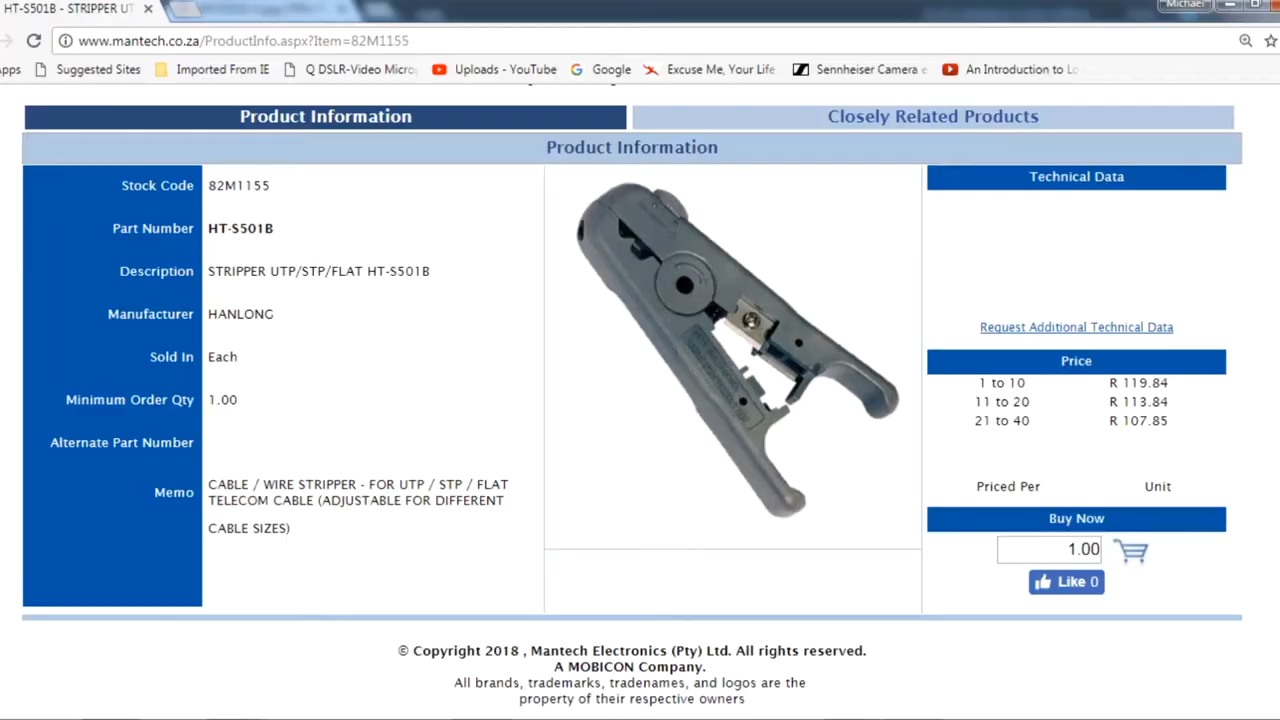 HT-S501B - STRIPPER UT
Michael
www.mantech.co.za/ProductInfo.aspx?Item=82M1155
Apps Suggested Sites Imported From IE Q DSLR-Video Micro Uploads - YouTube Google Excuse Me, Your Life Sennheiser Camera An Introduction to
Product Information Closely Related Products
Product Information
Stock Code 82M1155
Part Number HT-S501B
Description STRIPPER UTP/STP/FLAT HT-S501B
Manufacturer HANLONG
Sold In Each
Minimum Order Qty 1.00
Alternate Part Number
Memo CABLE / WIRE STRIPPER - FOR UTP / STP / FLAT
TELECOM CABLE (ADJUSTABLE FOR DIFFERENT
CABLE SIZES)
Technical Data
Request Additional Technical Data
Price
1 to 10 R 119.84
11 to 20 R 113.84
21 to 40 R 107.85
Priced Per Unit
Buy Now
1.00
Like 0
© Copyright 2018 , Mantech Electronics (Pty) Ltd. All rights reserved.
A MOBICON Company.
All brands, trademarks, tradenames, and logos are the
property of their respective owners